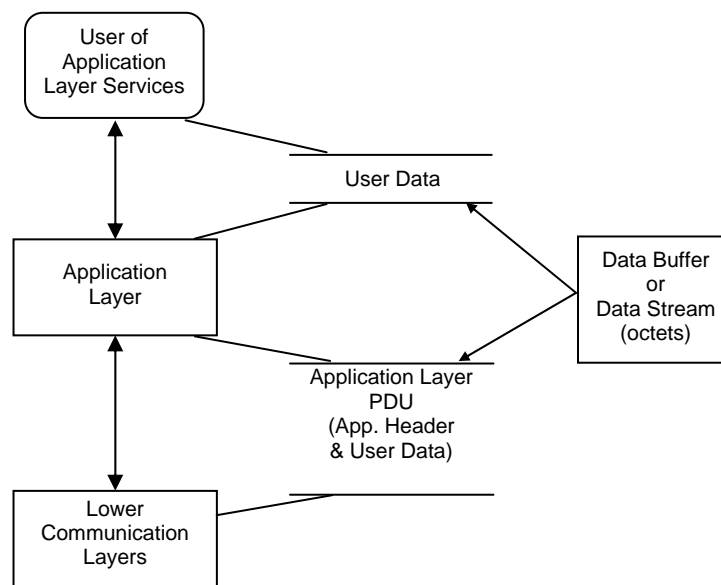 User of
Application
Layer Services
User Data
Application
Layer
Data Buffer
or
Data Stream
(octets)
Application Layer
PDU
(App. Header
& User Data)
Lower
Communication
Layers